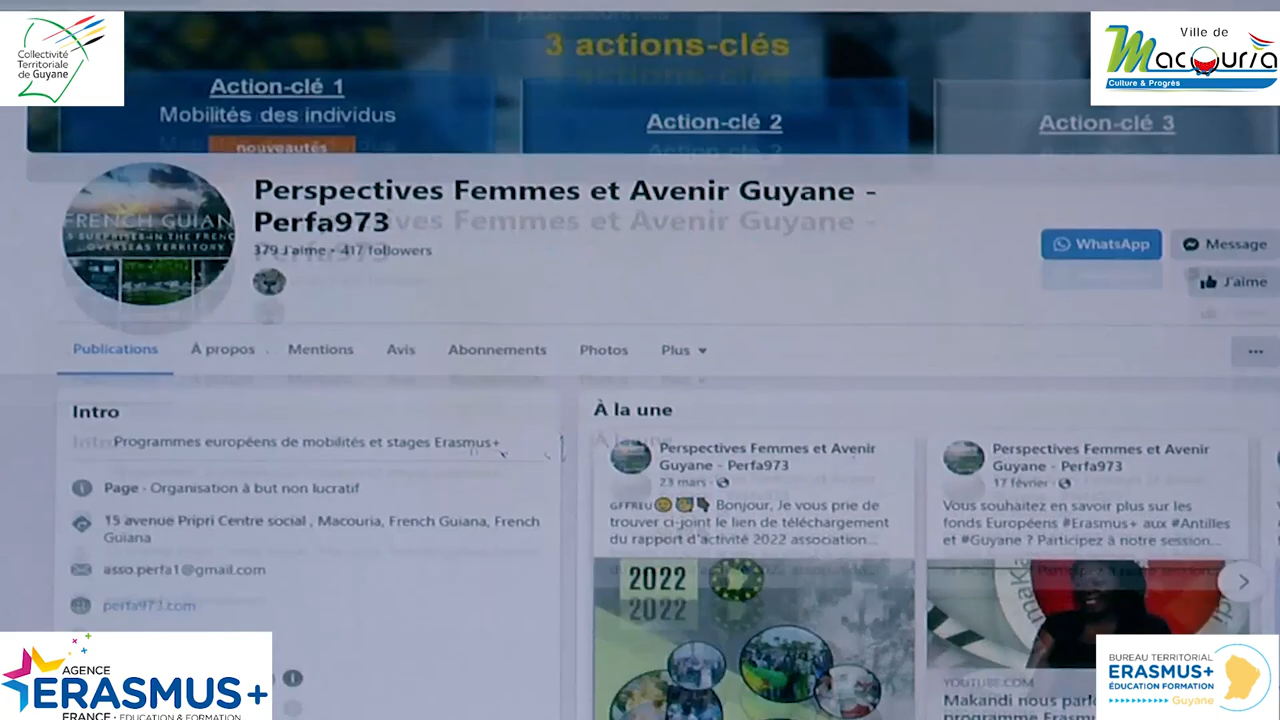 Collectivité
Territoriale
de Guyane
3 actions-clés
Ville de
Macouria
Culture & Progrès
Action-clé 1
Mobilités des individus
nouveautés
Action-clé 2
Action-clé 3
FRENCH GUIAN
OVERSEAS TERRITORY
Perspectives Femmes et Avenir Guyane -
Perfa973
379 J'aime • 417 followers
WhatsApp
Message
J'aime
Publications
À propos
Mentions
Avis
Abonnements
Photos
Plus
Intro
Programmes européens de mobilités et stages Erasmus+
Page · Organisation à but non lucratif
15 avenue Pripri Centre social , Macouria, French Guiana, French
Guiana
asso.perfa1@gmail.com
perfa973.com
À la une
Perspectives Femmes et Avenir
Guyane - Perfa973
23 mars
GFFREU Bonjour, Je vous prie de
trouver ci-joint le lien de téléchargement
du rapport d'activité 2022 association...
2022
Perspectives Femmes et Avenir
Guyane - Perfa973
17 février
Vous souhaitez en savoir plus sur les
fonds Européens #Erasmus+ aux #Antilles
et #Guyane ? Participez à notre session...
YOUTUBE.COM
Makandi nous parl
programme Erasm
AGENCE
ERASMUS+
FRANCE · EDUCATION & FORMATION
BUREAU TERRITORIAL
ERASMUS+
ÉDUCATION FORMATION
Guyane